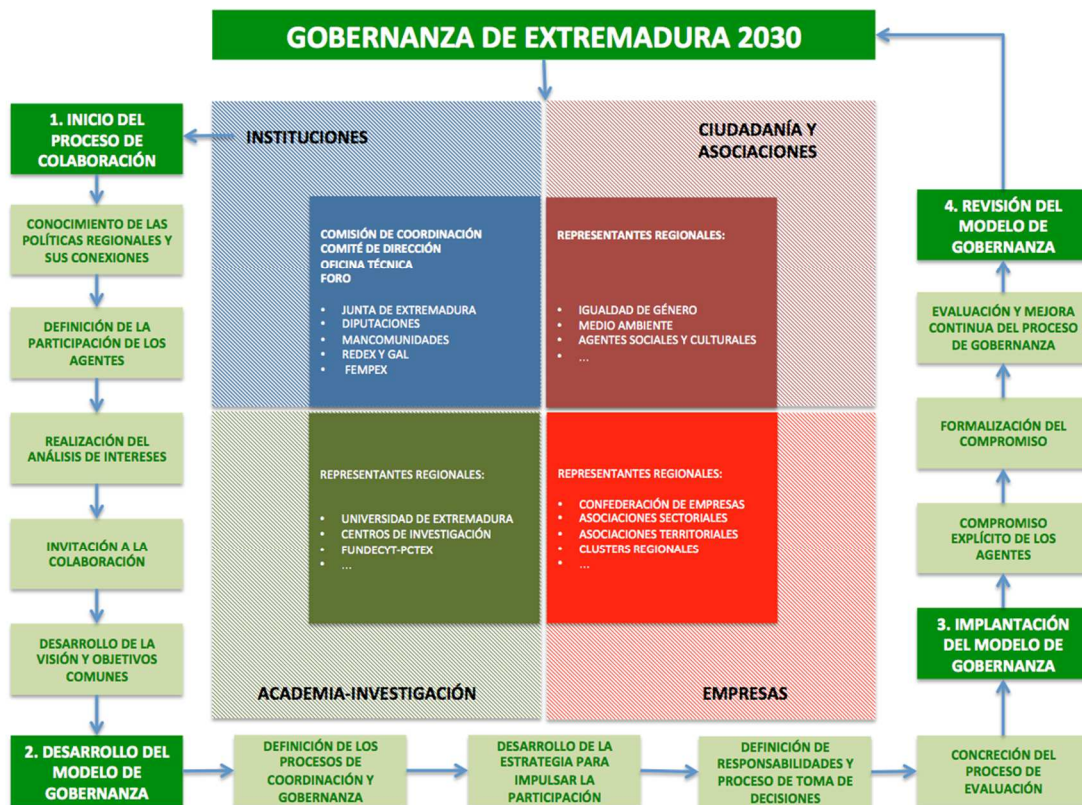 GOBERNANZA DE EXTREMADURA 2030
1. INICIO DEL
PROCESO DE
COLABORACIÓN
CONOCIMIENTO DE LAS
POLÍTICAS REGIONALES Y
SUS CONEXIONES
DEFINICIÓN DE LA
PARTICIPACIÓN DE LOS
AGENTES
REALIZACIÓN DEL
ANÁLISIS DE INTERESES
INVITACIÓN A LA
COLABORACIÓN
DESARROLLO DE LA
VISIÓN Y OBJETIVOS
COMUNES
INSTITUCIONES
COMISIÓN DE COORDINACIÓN
COMITÉ DE DIRECCIÓN
OFICINA TÉCNICA
FORO
• JUNTA DE EXTREMADURA
• DIPUTACIONES
• MANCOMUNIDADES
• REDEX Y GAL
• FEMPEX
CIUDADANÍA Y
ASOCIACIONES
REPRESENTANTES REGIONALES:
• IGUALDAD DE GÉNERO
• MEDIO AMBIENTE
• AGENTES SOCIALES Y CULTURALES
• ...
REPRESENTANTES REGIONALES:
• UNIVERSIDAD DE EXTREMADURA
• CENTROS DE INVESTIGACIÓN
• FUNDECYT-PCTEX
• ...
ACADEMIA-INVESTIGACIÓN
REPRESENTANTES REGIONALES:
• CONFEDERACIÓN DE EMPRESAS
• ASOCIACIONES SECTORIALES
• ASOCIACIONES TERRITORIALES
• CLUSTERS REGIONALES
• ...
EMPRESAS
2. DESARROLLO DEL
MODELO DE
GOBERNANZA
DEFINICIÓN DE LOS
PROCESOS DE
COORDINACIÓN Y
GOBERNANZA
DESARROLLO DE LA
ESTRATEGIA PARA
IMPULSAR LA
PARTICIPACIÓN
DEFINICIÓN DE
RESPONSABILIDADES Y
PROCESO DE TOMA DE
DECISIONES
CONCRECIÓN DEL
PROCESO DE
EVALUACIÓN
3. IMPLANTACIÓN
DEL MODELO DE
GOBERNANZA
COMPROMISO
EXPLÍCITO DE LOS
AGENTES
FORMALIZACIÓN DEL
COMPROMISO
EVALUACIÓN Y MEJORA
CONTINUA DEL PROCESO
DE GOBERNANZA
4. REVISIÓN DEL
MODELO DE
GOBERNANZA